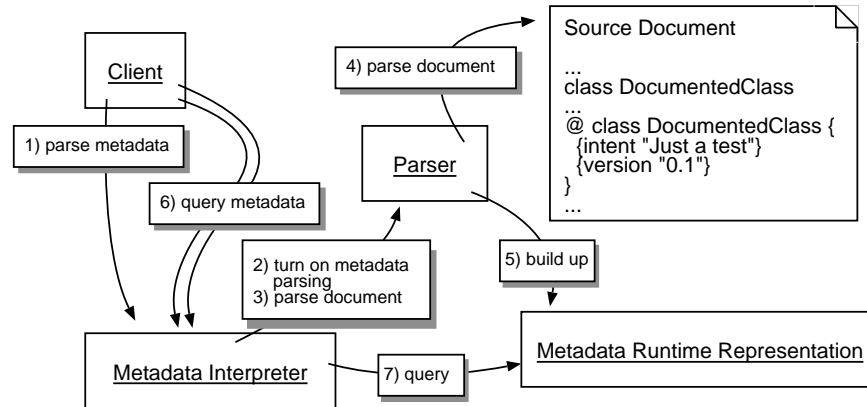 Source Document
Client
4) parse document
...
class DocumentedClass
...
@ class DocumentedClass {
{intent "Just a test"}
{version "0.1"}
}
...
1) parse metadata
Parser
6) query metadata
2) turn on metadata
parsing
3) parse document
5) build up
Metadata Interpreter
7) query
Metadata Runtime Representation